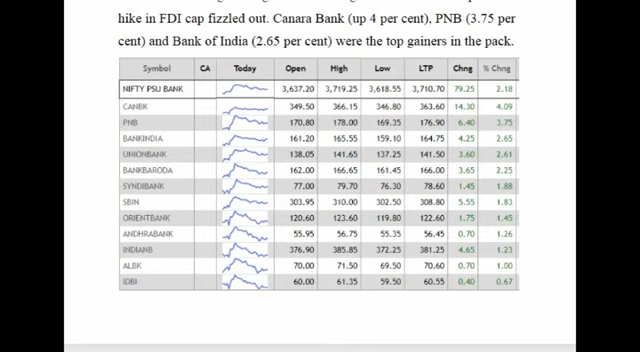 hike in FDI cap fizzled out. Canara Bank (up 4 per cent), PNB (3.75 per
cent) and Bank of India (2.65 per cent) were the top gainers in the pack.
Symbol CA Today Open High Low LTP Chng % Chng
NIFTY PSU BANK 3,637.20 3,719.25 3,618.55 3,710.70 79.25 2.18
CANBK 349.50 366.15 346.80 363.60 14.30 4.09
PNB 170.80 178.00 169.35 176.90 6.40 3.75
BANKINDIA 161.20 165.55 159.10 164.75 4.25 2.65
UNIONBANK 138.05 141.65 137.25 141.50 3.60 2.61
BANKBARODA 162.00 166.65 161.45 166.00 3.65 2.25
SYNDIBANK 77.00 79.70 76.30 78.60 1.45 1.88
SBIN 303.95 310.00 302.50 308.80 5.55 1.83
ORIENTBANK 120.60 123.60 119.80 122.60 1.75 1.45
ANDHRABANK 55.95 56.75 55.35 56.45 0.70 1.26
INDIANB 376.90 385.85 372.25 381.25 4.65 1.23
ALBK 70.00 71.50 69.50 70.60 0.70 1.00
IDBI 60.00 61.35 59.50 60.55 0.40 0.67